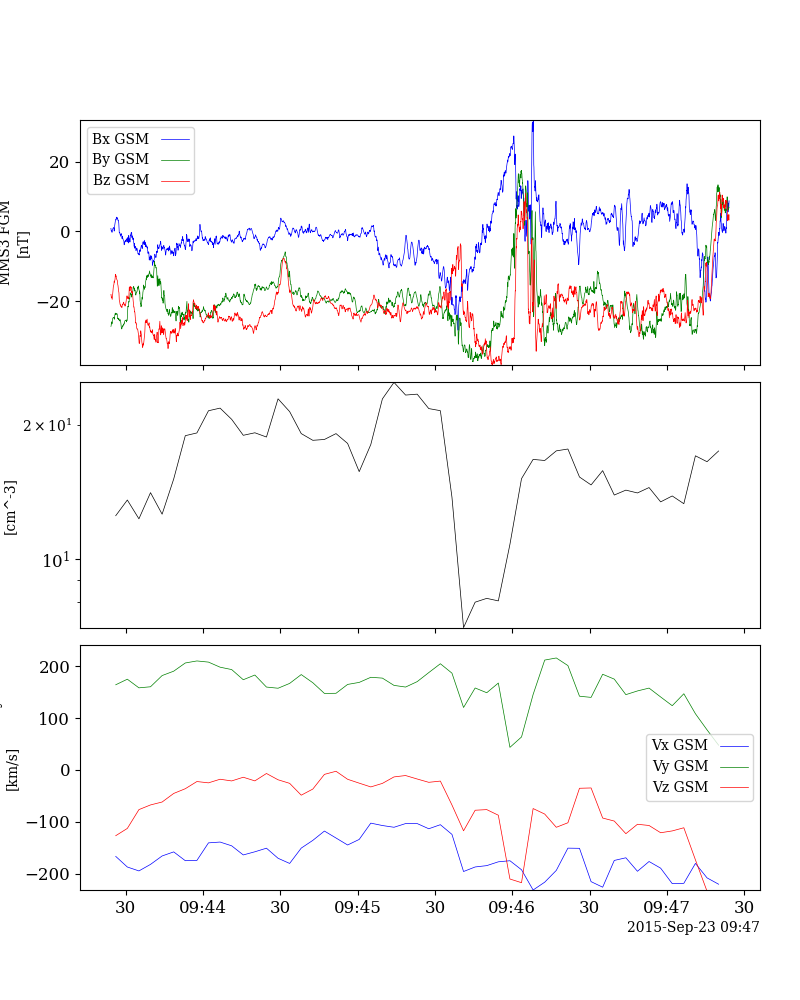 MMS3 FGM
[nT]
20
0
−20
Bx GSM
By GSM
Bz GSM
[cm^-3]
2 × 10¹
10¹
[km/s]
200
100
0
−100
−200
Vx GSM
Vy GSM
Vz GSM
30 09:44 30 09:45 30 09:46 30 09:47 30
2015-Sep-23 09:47